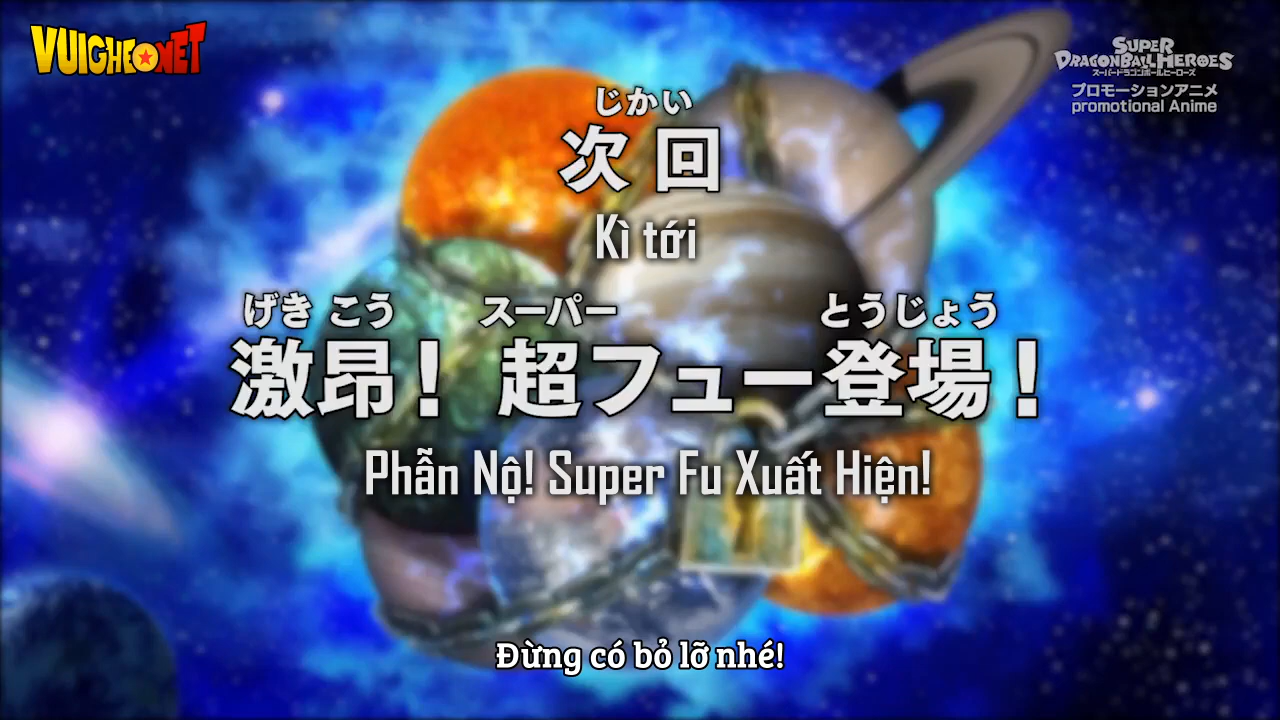 VUIGHE NET
SUPER
DRAGONBALL HEROES
スーパードラゴンボールヒーローズ
プロモーションアニメ
promotional Anime
じかい
次回
Kì tới
げき こう スーパー とうじょう
激昂！ 超フュー登場！
Phẫn Nộ! Super Fu Xuất Hiện!
Đừng có bỏ lỡ nhé!